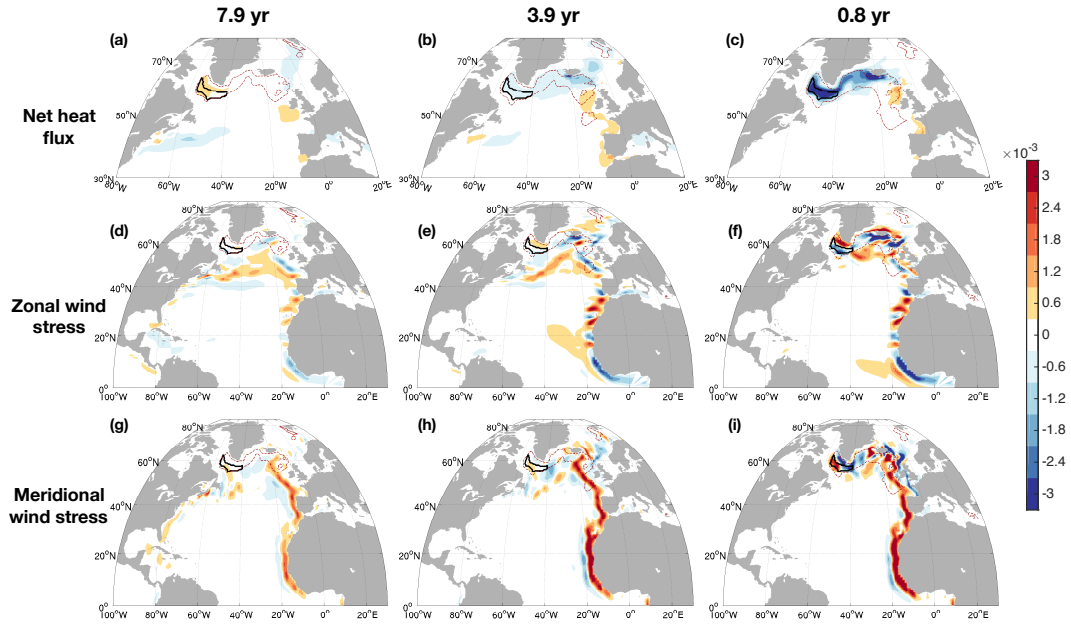 7.9 yr 3.9 yr 0.8 yr
(a) (b) (c)
70°N 70°N 70°N
Net heat
flux
50°N 50°N 50°N
30°N 30°N 30°N
80°W 60°W 40°W 20°W 0° 20°E 80°W 60°W 40°W 20°W 0° 20°E 80°W 60°W 40°W 20°W 0° 20°E
×10⁻³
3
2.4
1.8
1.2
0.6
0
-0.6
-1.2
-1.8
-2.4
-3
(d) (e) (f)
80°N 80°N 80°N
60°N 60°N 60°N
Zonal wind
stress
40°N 40°N 40°N
20°N 20°N 20°N
0° 0° 0°
100°W 80°W 60°W 40°W 20°W 0° 20°E 100°W 80°W 60°W 40°W 20°W 0° 20°E 100°W 80°W 60°W 40°W 20°W 0° 20°E
(g) (h) (i)
80°N 80°N 80°N
60°N 60°N 60°N
Meridional
wind stress
40°N 40°N 40°N
20°N 20°N 20°N
0° 0° 0°
100°W 80°W 60°W 40°W 20°W 0° 20°E 100°W 80°W 60°W 40°W 20°W 0° 20°E 100°W 80°W 60°W 40°W 20°W 0° 20°E